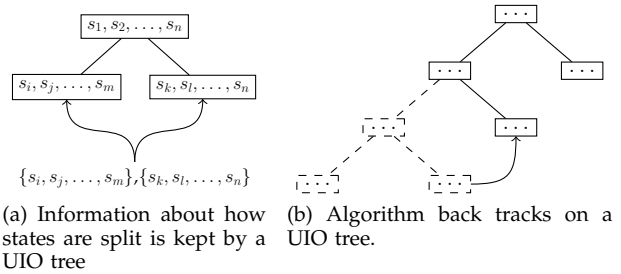 s₁, s₂, . . . , sₙ
sᵢ, sⱼ, . . . , sₘ
sₖ, sₗ, . . . , sₙ
{sᵢ, sⱼ, . . . , sₘ},{sₖ, sₗ, . . . , sₙ}
(a) Information about how
states are split is kept by a
UIO tree
· · ·
· · ·
· · ·
· · ·
· · ·
· · ·
· · ·
(b) Algorithm back tracks on a
UIO tree.